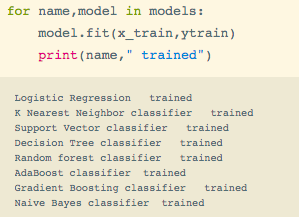 for name,model in models:
    model.fit(x_train,ytrain)
    print(name," trained")
Logistic Regression   trained
K Nearest Neighbor classifier   trained
Support Vector classifier   trained
Decision Tree classifier   trained
Random forest classifier   trained
AdaBoost classifier  trained
Gradient Boosting classifier   trained
Naive Bayes classifier  trained